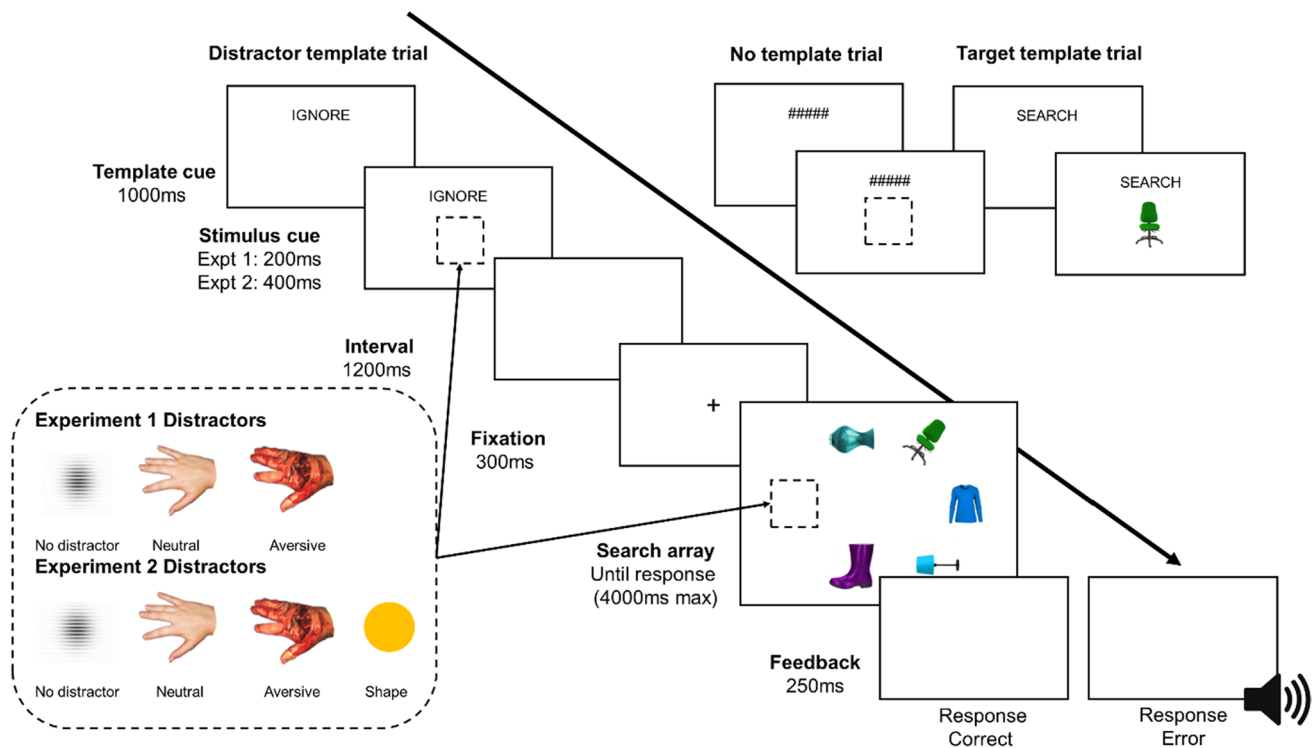 Distractor template trial
No template trial
Target template trial
IGNORE
#####
SEARCH
Template cue
1000ms
IGNORE
#####
SEARCH
Stimulus cue
Expt 1: 200ms
Expt 2: 400ms
Interval
1200ms
+
Fixation
300ms
Experiment 1 Distractors
No distractor
Neutral
Aversive
Experiment 2 Distractors
No distractor
Neutral
Aversive
Shape
Search array
Until response
(4000ms max)
Feedback
250ms
Response
Correct
Response
Error